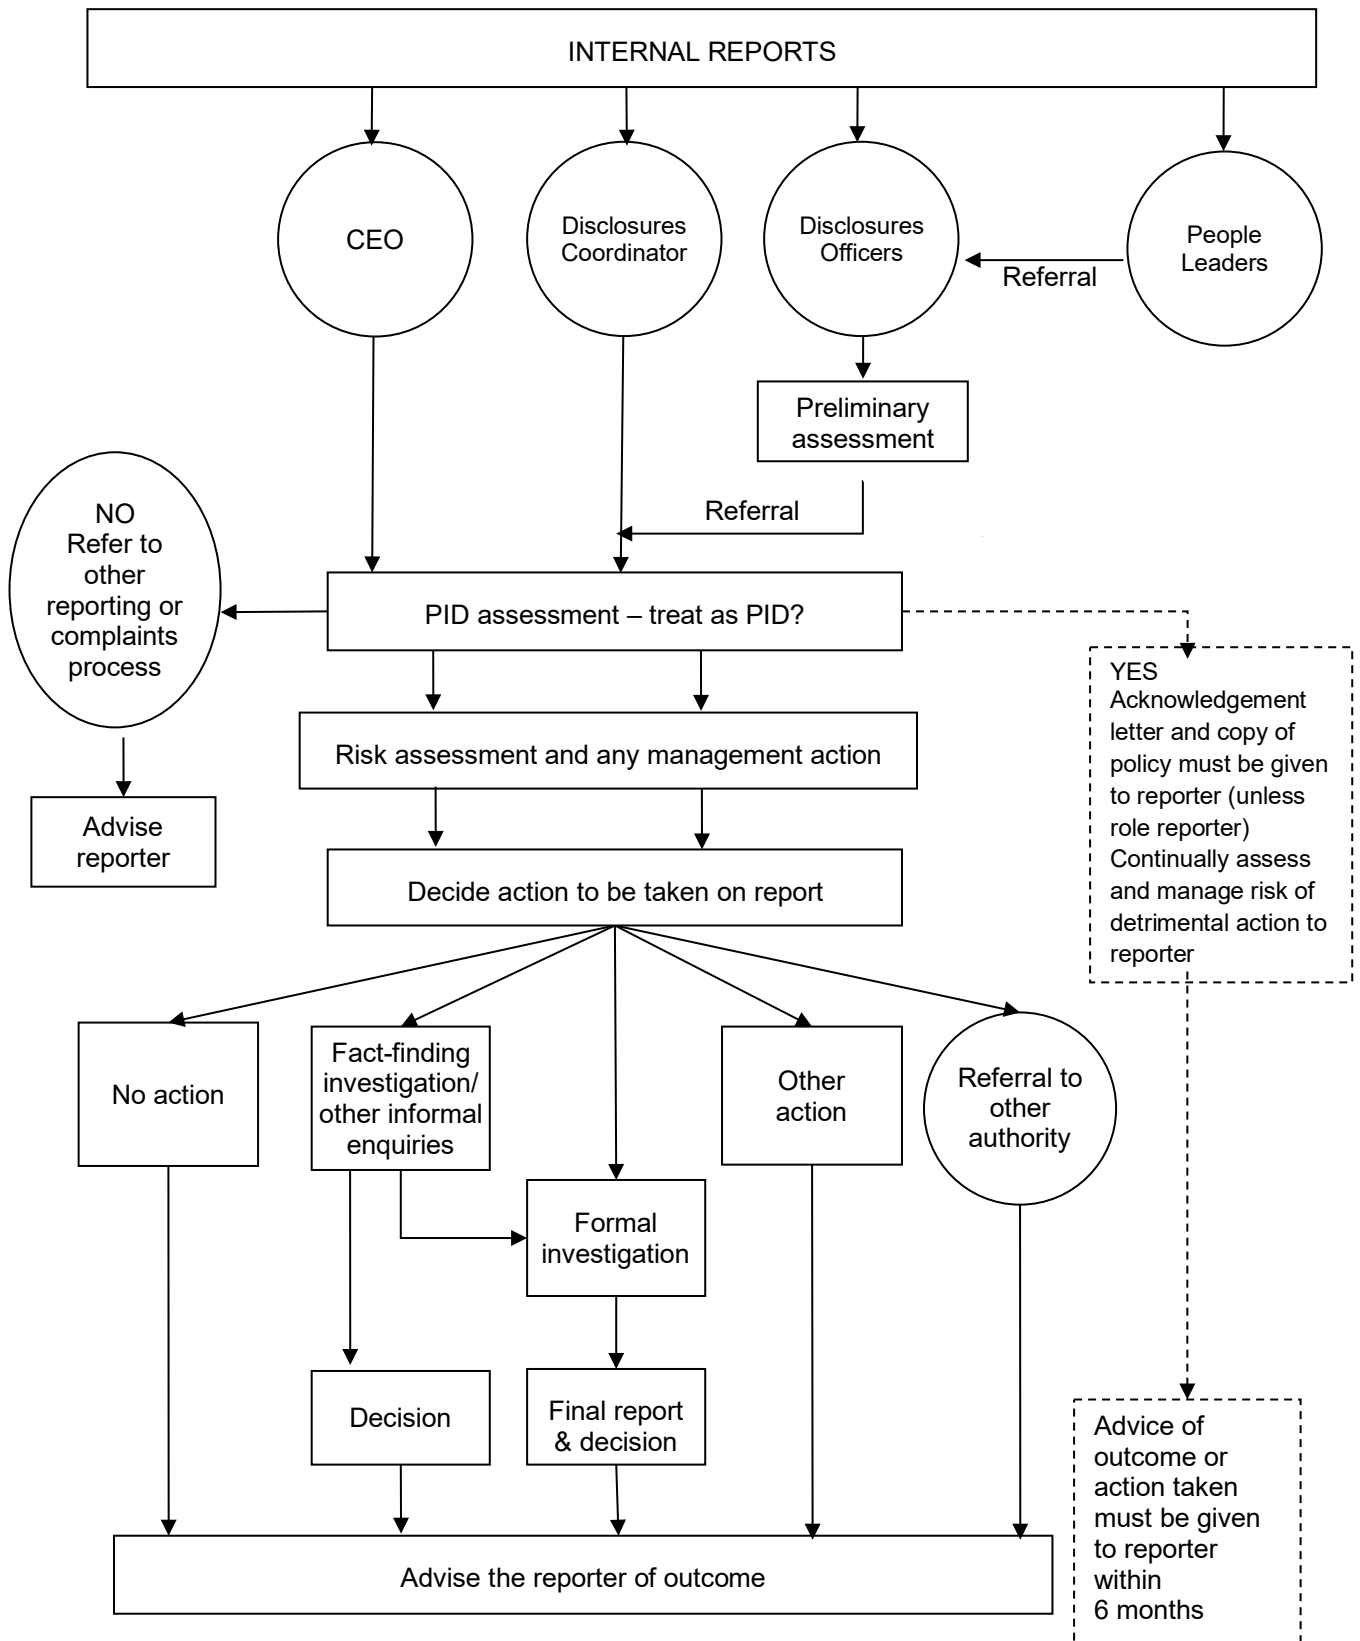 INTERNAL REPORTS
CEO
Disclosures
Coordinator
Disclosures
Officers
People
Leaders
Referral
Preliminary
assessment
Referral
NO
Refer to
other
reporting or
complaints
process
PID assessment – treat as PID?
YES
Acknowledgement
letter and copy of
policy must be given
to reporter (unless
role reporter)
Continually assess
and manage risk of
detrimental action to
reporter
Risk assessment and any management action
Advise
reporter
Decide action to be taken on report
No action
Fact-finding
investigation/
other informal
enquiries
Other
action
Referral to
other
authority
Formal
investigation
Decision
Final report
& decision
Advice of
outcome or
action taken
must be given
to reporter
within
6 months
Advise the reporter of outcome